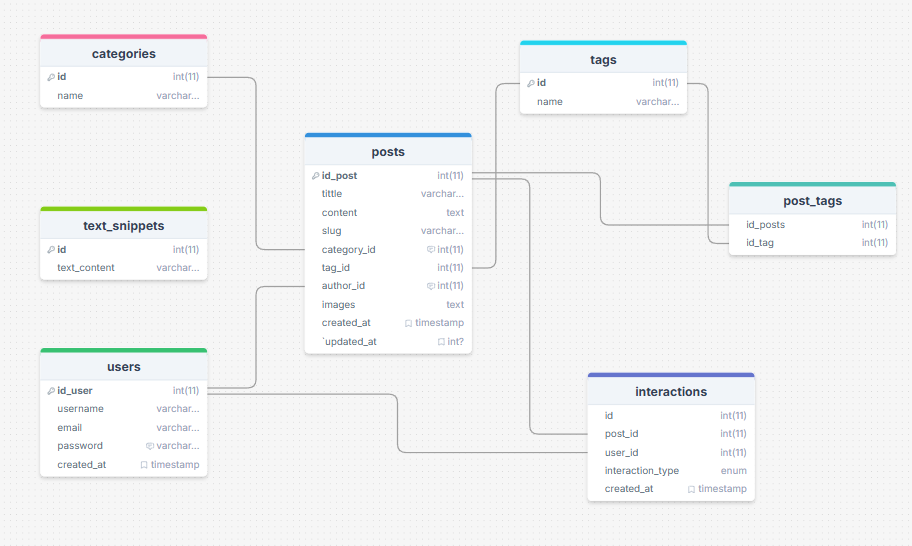 categories
id int(11)
name varchar...
tags
id int(11)
name varchar...
posts
id_post int(11)
tittle varchar...
content text
slug varchar...
category_id int(11)
tag_id int(11)
author_id int(11)
images text
created_at timestamp
`updated_at int?
post_tags
id_posts int(11)
id_tag int(11)
text_snippets
id int(11)
text_content varchar...
users
id_user int(11)
username varchar...
email varchar...
password varchar...
created_at timestamp
interactions
id int(11)
post_id int(11)
user_id int(11)
interaction_type enum
created_at timestamp